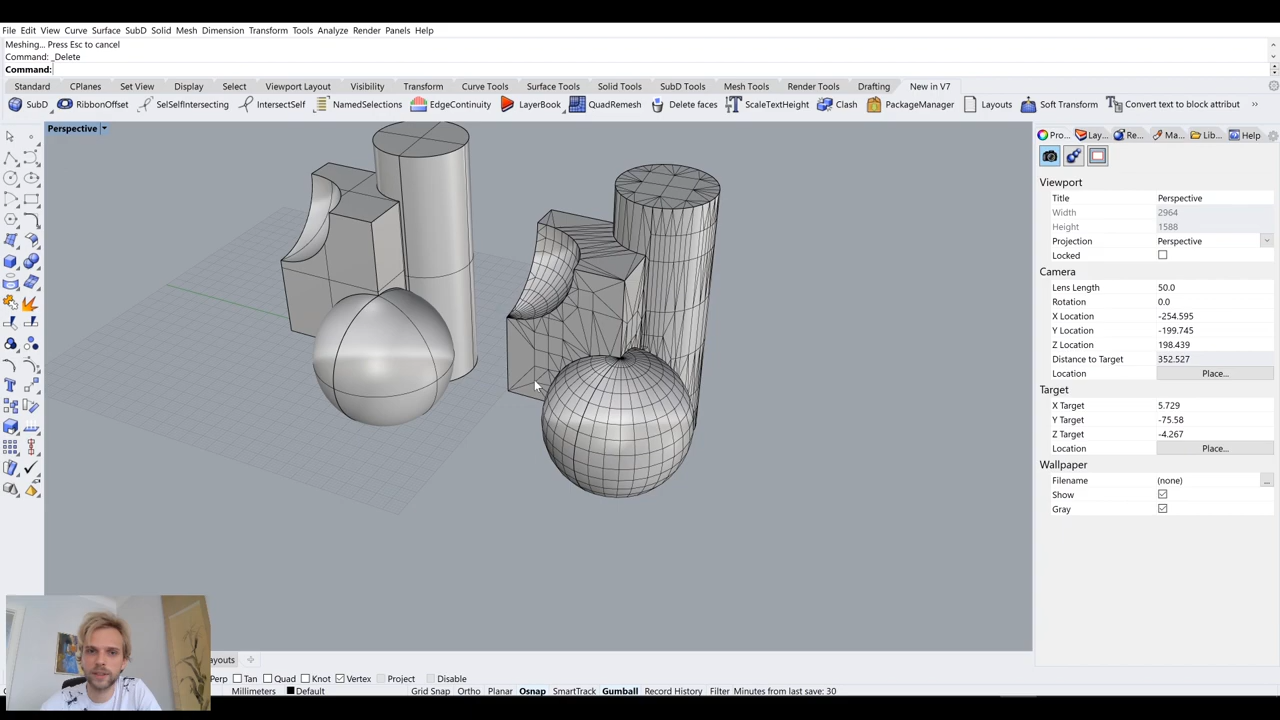 File Edit View Curve Surface SubD Solid Mesh Dimension Transform Tools Analyze Render Panels Help
Meshing... Press Esc to cancel
Command: _Delete
Command:
Standard CPlanes Set View Display Select Viewport Layout Visibility Transform Curve Tools Surface Tools Solid Tools SubD Tools Mesh Tools Render Tools Drafting New in V7
SubD RibbonOffset SelSelfIntersecting IntersectSelf NamedSelections EdgeContinuity LayerBook QuadRemesh Delete faces ScaleTextHeight Clash PackageManager Layouts Soft Transform Convert text to block attribut
Perspective
Pro... Lay... Re... Ma... Lib... Help
Viewport
Title Perspective
Width 2964
Height 1588
Projection Perspective
Locked
Camera
Lens Length 50.0
Rotation 0.0
X Location -254.595
Y Location -199.745
Z Location 198.439
Distance to Target 352.527
Location Place...
Target
X Target 5.729
Y Target -75.58
Z Target -4.267
Location Place...
Wallpaper
Filename (none) ...
Show
Gray
ayouts
Perp Tan Quad Knot Vertex Project Disable
Millimeters Default Grid Snap Ortho Planar Osnap SmartTrack Gumball Record History Filter Minutes from last save: 30